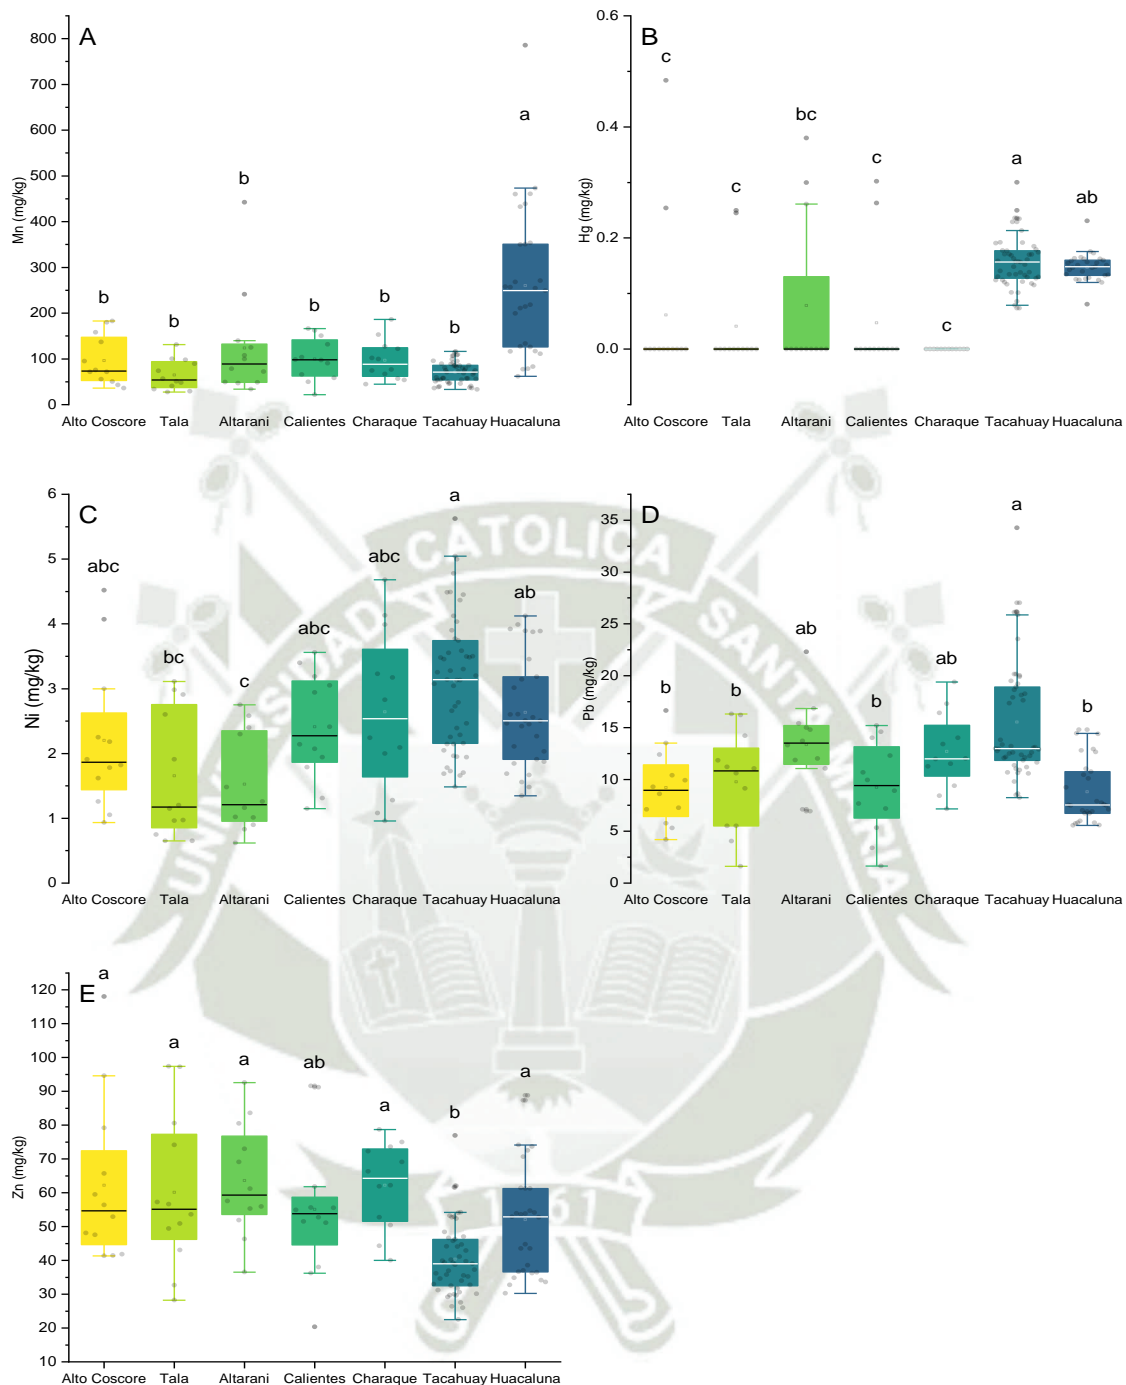 A
800
700
600
500
400
300
200
100
0
Mn (mg/kg)
b
b
b
b
b
b
a
Alto Coscore Tala Altarani Calientes Charaque Tacahuay Huacaluna
B
0.6
0.4
0.2
0.0
Hg (mg/kg)
c
c
bc
c
c
a
ab
Alto Coscore Tala Altarani Calientes Charaque Tacahuay Huacaluna
C
6
5
4
3
2
1
0
Ni (mg/kg)
abc
bc
c
abc
abc
a
ab
Alto Coscore Tala Altarani Calientes Charaque Tacahuay Huacaluna
D
35
30
25
20
15
10
5
0
Pb (mg/kg)
b
b
ab
b
ab
a
b
Alto Coscore Tala Altarani Calientes Charaque Tacahuay Huacaluna
E
120
110
100
90
80
70
60
50
40
30
20
10
Zn (mg/kg)
a
a
a
ab
a
b
a
Alto Coscore Tala Altarani Calientes Charaque Tacahuay Huacaluna
UNIVERSIDAD CATOLICA SANTA MARIA
1961